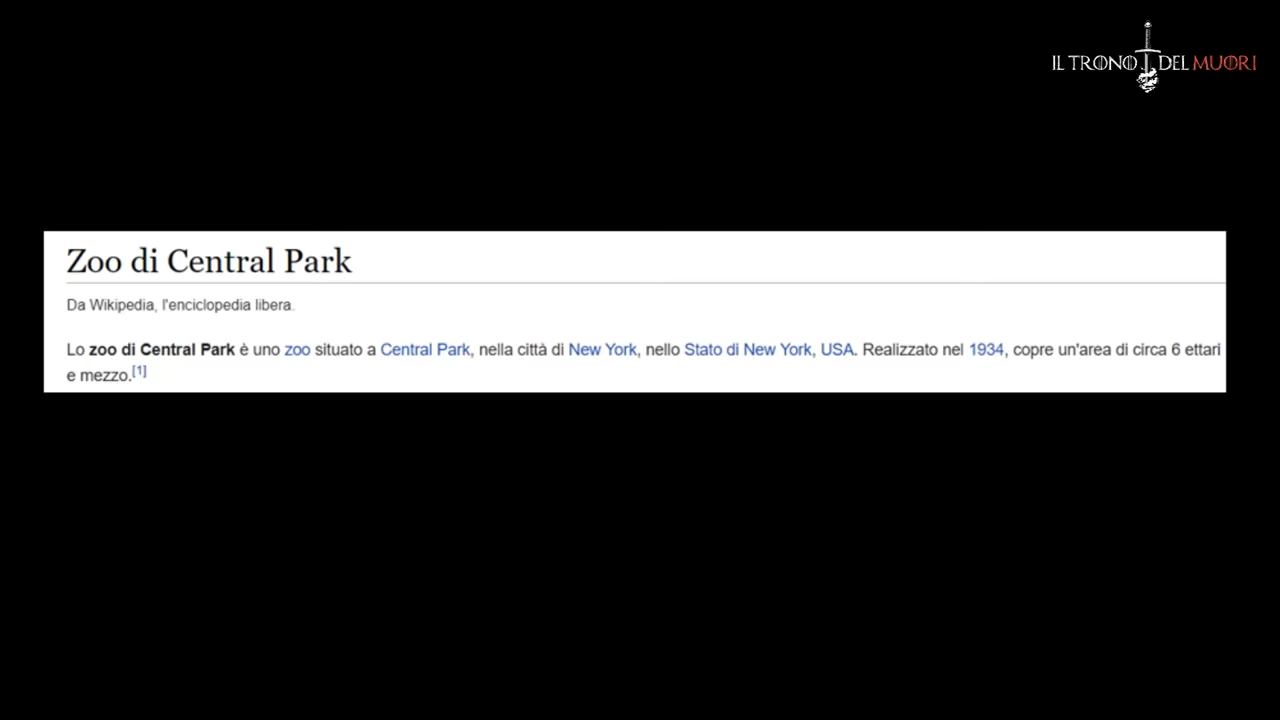 IL TRONO DEL MUORI
Zoo di Central Park
Da Wikipedia, l'enciclopedia libera.
Lo zoo di Central Park è uno zoo situato a Central Park, nella città di New York, nello Stato di New York, USA. Realizzato nel 1934, copre un'area di circa 6 ettari
e mezzo.[1]